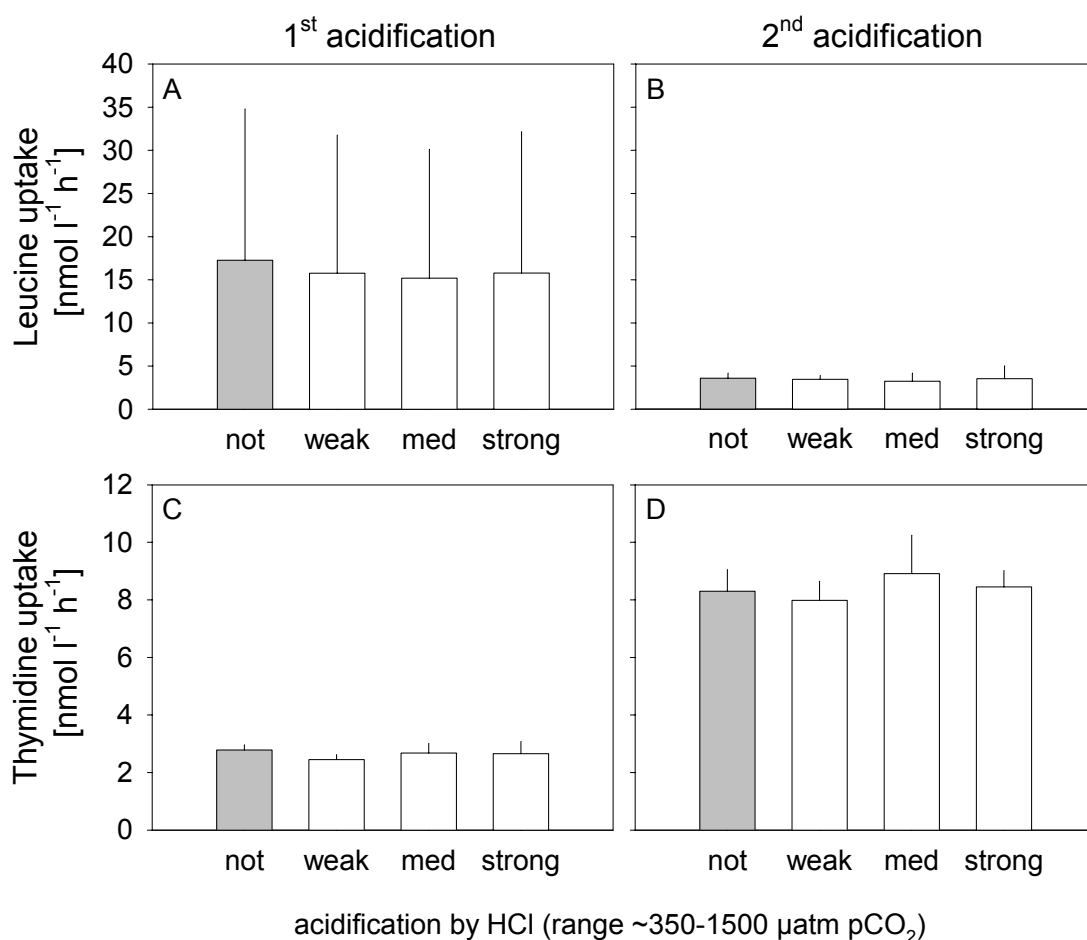 1st acidification
2nd acidification
Leucine uptake
[nmol l-1 h-1]
40
35
30
25
20
15
10
5
0
A
B
not weak med strong
not weak med strong
Thymidine uptake
[nmol l-1 h-1]
12
10
8
6
4
2
0
C
D
not weak med strong
not weak med strong
acidification by HCl (range ~350-1500 µatm pCO2)